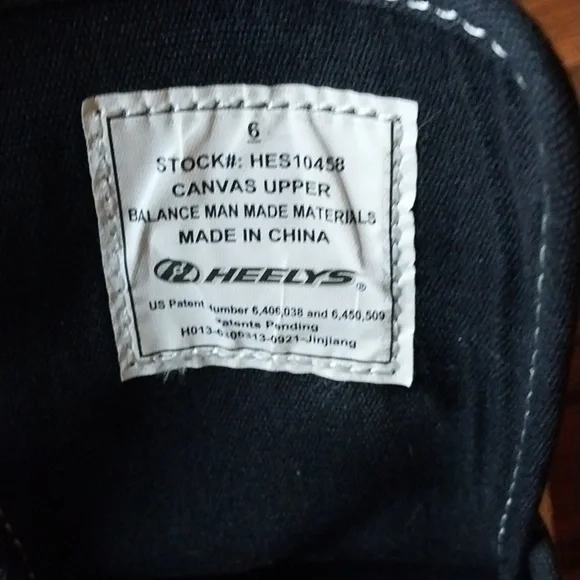 6
STOCK#: HES10458
CANVAS UPPER
BALANCE MAN MADE MATERIALS
MADE IN CHINA
HEELYS®
US Patent number 6,406,038 and 6,450,509
Patents Pending
-0921-Jinjiang